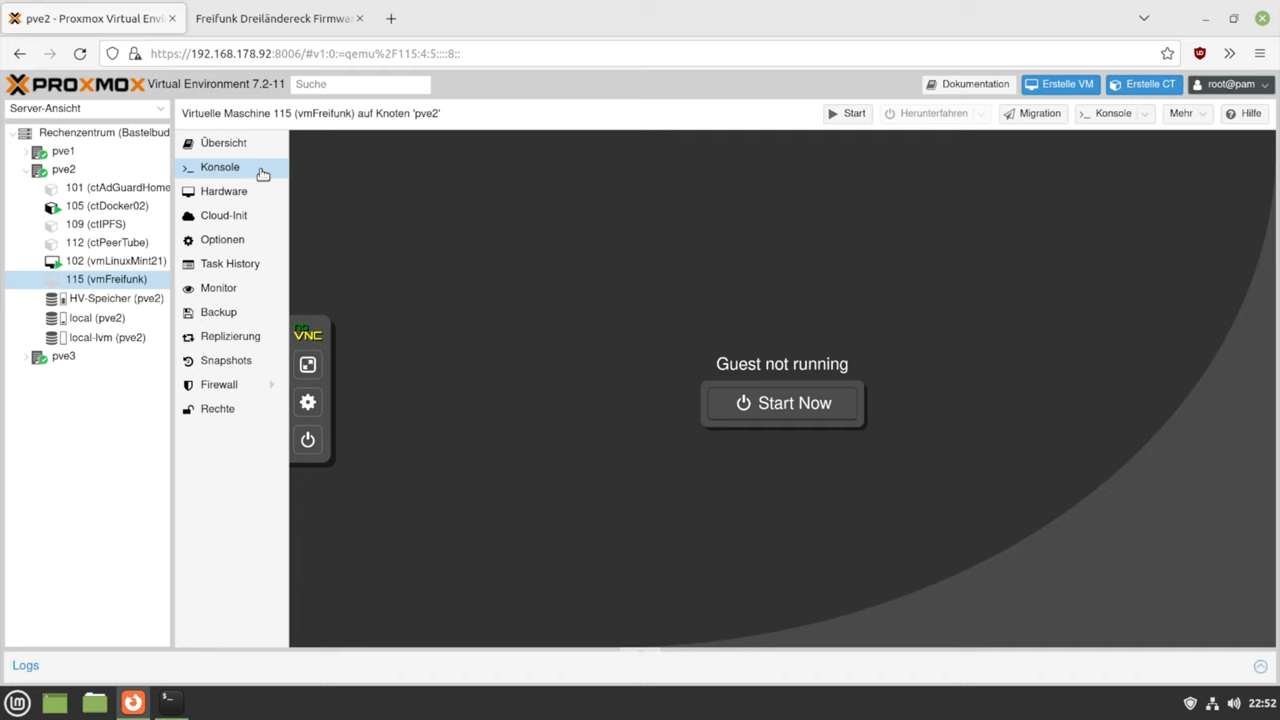 pve2 - Proxmox Virtual Envi
Freifunk Dreiländereck Firmwa
https://192.168.178.92:8006/#v1:0:=qemu%2F115:4:5::::8::
PROXMOX Virtual Environment 7.2-11
Suche
Dokumentation
Erstelle VM
Erstelle CT
root@pam
Server-Ansicht
Virtuelle Maschine 115 (vmFreifunk) auf Knoten 'pve2'
Start
Herunterfahren
Migration
Konsole
Mehr
Hilfe
Rechenzentrum (Bastelbud
pve1
pve2
101 (ctAdGuardHome
105 (ctDocker02)
109 (ctIPFS)
112 (ctPeerTube)
102 (vmLinuxMint21)
115 (vmFreifunk)
HV-Speicher (pve2)
local (pve2)
local-lvm (pve2)
pve3
Übersicht
Konsole
Hardware
Cloud-Init
Optionen
Task History
Monitor
Backup
Replizierung
Snapshots
Firewall
Rechte
no
VNC
Guest not running
Start Now
Logs
22:52